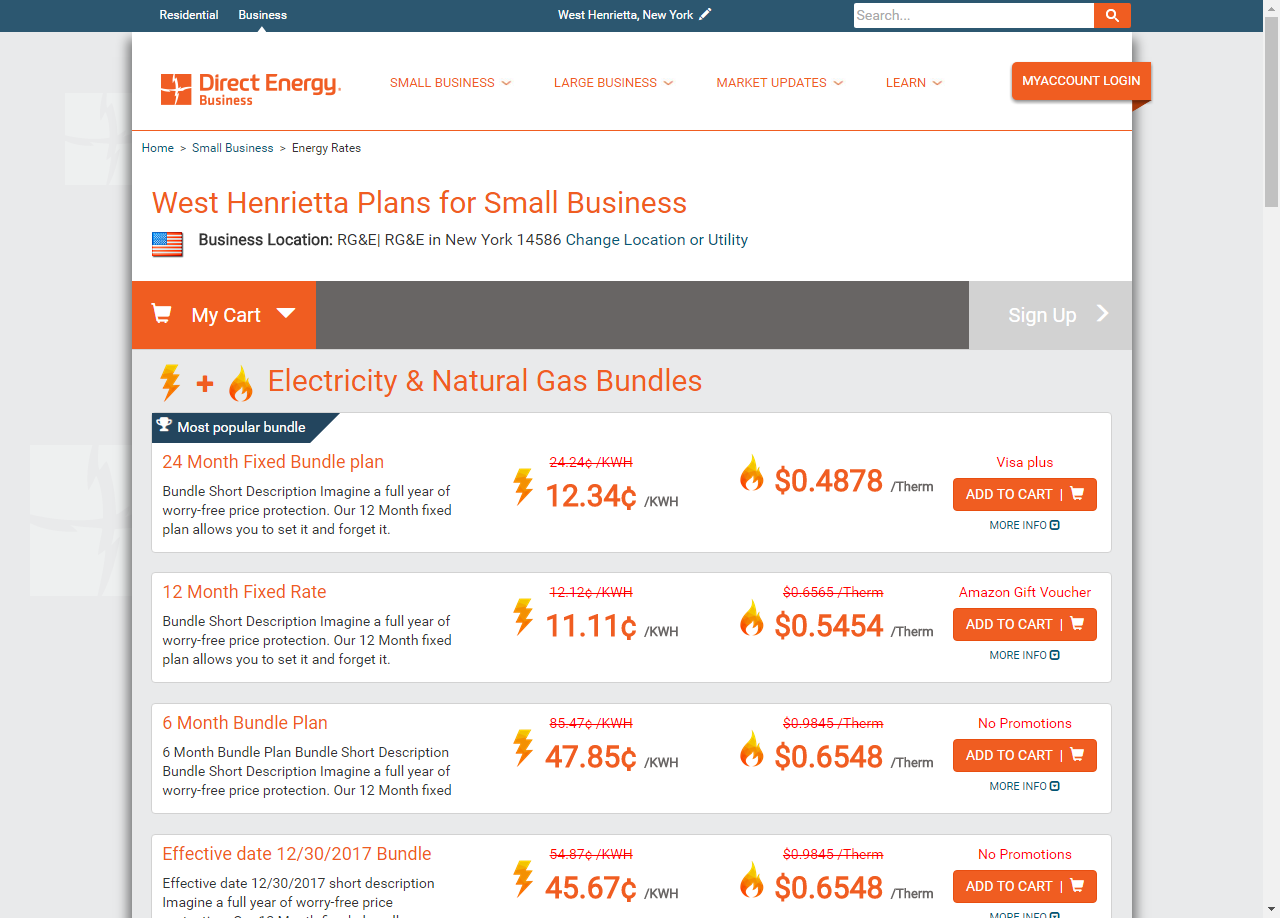 Residential Business West Henrietta, New York Search...
Direct Energy.
Business
SMALL BUSINESS LARGE BUSINESS MARKET UPDATES LEARN MYACCOUNT LOGIN
Home > Small Business > Energy Rates
West Henrietta Plans for Small Business
Business Location: RG&E| RG&E in New York 14586 Change Location or Utility
My Cart Sign Up
+ Electricity & Natural Gas Bundles
Most popular bundle
24 Month Fixed Bundle plan
Bundle Short Description Imagine a full year of
worry-free price protection. Our 12 Month fixed
plan allows you to set it and forget it.
24.24¢ /KWH
12.34¢ /KWH
$0.4878 /Therm
Visa plus
ADD TO CART |
MORE INFO
12 Month Fixed Rate
Bundle Short Description Imagine a full year of
worry-free price protection. Our 12 Month fixed
plan allows you to set it and forget it.
12.12¢ /KWH
11.11¢ /KWH
$0.6565 /Therm
$0.5454 /Therm
Amazon Gift Voucher
ADD TO CART |
MORE INFO
6 Month Bundle Plan
6 Month Bundle Plan Bundle Short Description
Bundle Short Description Imagine a full year of
worry-free price protection. Our 12 Month fixed
85.47¢ /KWH
47.85¢ /KWH
$0.9845 /Therm
$0.6548 /Therm
No Promotions
ADD TO CART |
MORE INFO
Effective date 12/30/2017 Bundle
Effective date 12/30/2017 short description
Imagine a full year of worry-free price
54.87¢ /KWH
45.67¢ /KWH
$0.9845 /Therm
$0.6548 /Therm
No Promotions
ADD TO CART |
MORE INFO